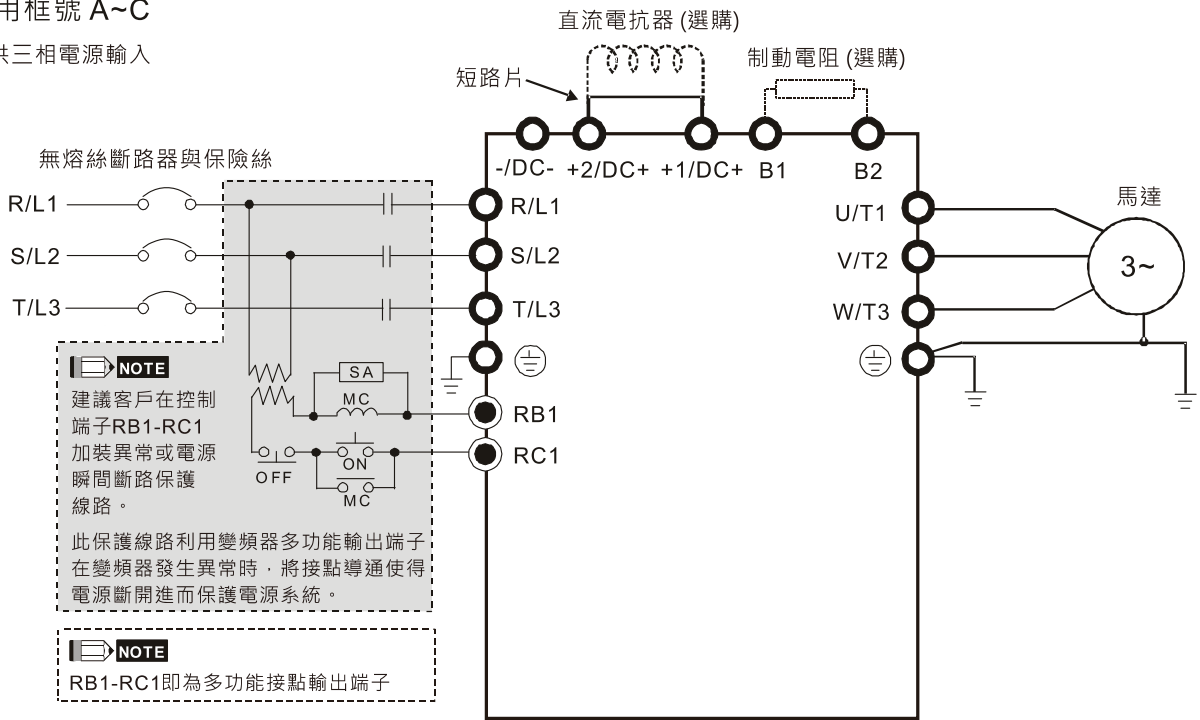 用框號 A~C
供三相電源輸入
直流電抗器 (選購)
制動電阻 (選購)
短路片
無熔絲斷路器與保險絲
-/DC- +2/DC+ +1/DC+ B1 B2
R/L1
R/L1
S/L2
S/L2
T/L3
T/L3
U/T1
V/T2
W/T3
馬達
3~
NOTE
建議客戶在控制
端子RB1-RC1
加裝異常或電源
瞬間斷路保護
線路。
SA
MC
RB1
RC1
OFF
ON
MC
此保護線路利用變頻器多功能輸出端子
在變頻器發生異常時，將接點導通使得
電源斷開進而保護電源系統。
NOTE
RB1-RC1即為多功能接點輸出端子